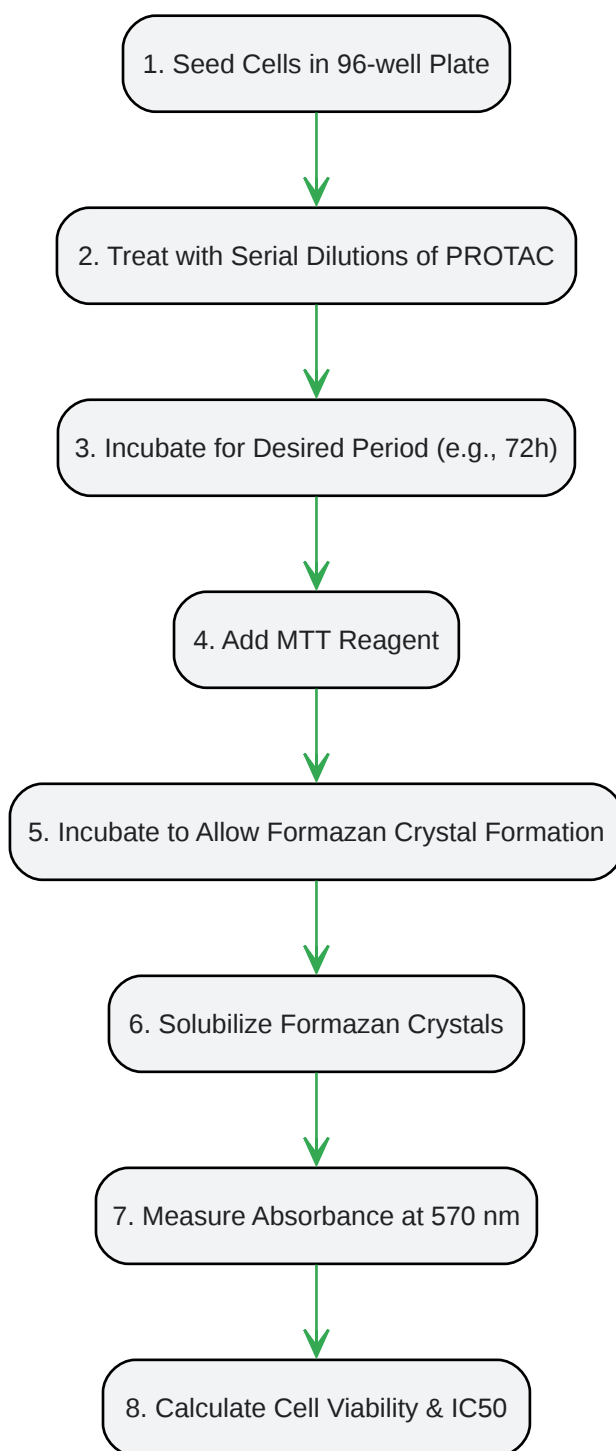 1. Seed Cells in 96-well Plate
2. Treat with Serial Dilutions of PROTAC
3. Incubate for Desired Period (e.g., 72h)
4. Add MTT Reagent
5. Incubate to Allow Formazan Crystal Formation
6. Solubilize Formazan Crystals
7. Measure Absorbance at 570 nm
8. Calculate Cell Viability & IC50